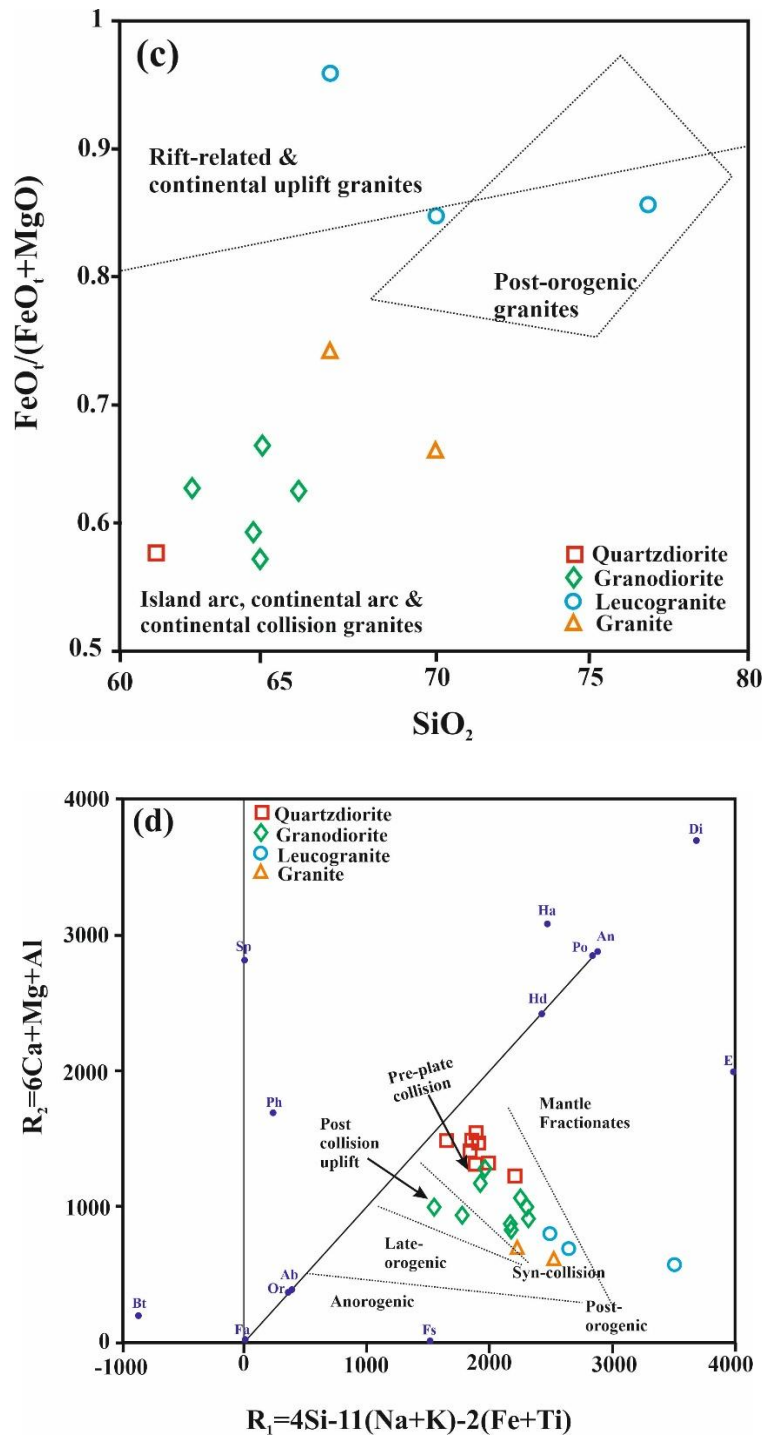 (c)
1
0.9
0.8
0.7
0.6
0.5
FeOt/(FeOt+MgO)
Rift-related &
continental uplift granites
Post-orogenic
granites
Island arc, continental arc &
continental collision granites
Quartzdiorite
Granodiorite
Leucogranite
Granite
60 65 70 75 80
SiO2
(d)
4000
3000
2000
1000
0
R2=6Ca+Mg+Al
Quartzdiorite
Granodiorite
Leucogranite
Granite
Di
Ha
An
Po
Sp
Hd
E
Ph
Pre-plate
collision
Mantle
Fractionates
Post
collision
uplift
Late-
orogenic
Syn-collision
Ab
Or
Anorogenic
Post-
orogenic
Bt
Fa
Fs
-1000 0 1000 2000 3000 4000
R1=4Si-11(Na+K)-2(Fe+Ti)